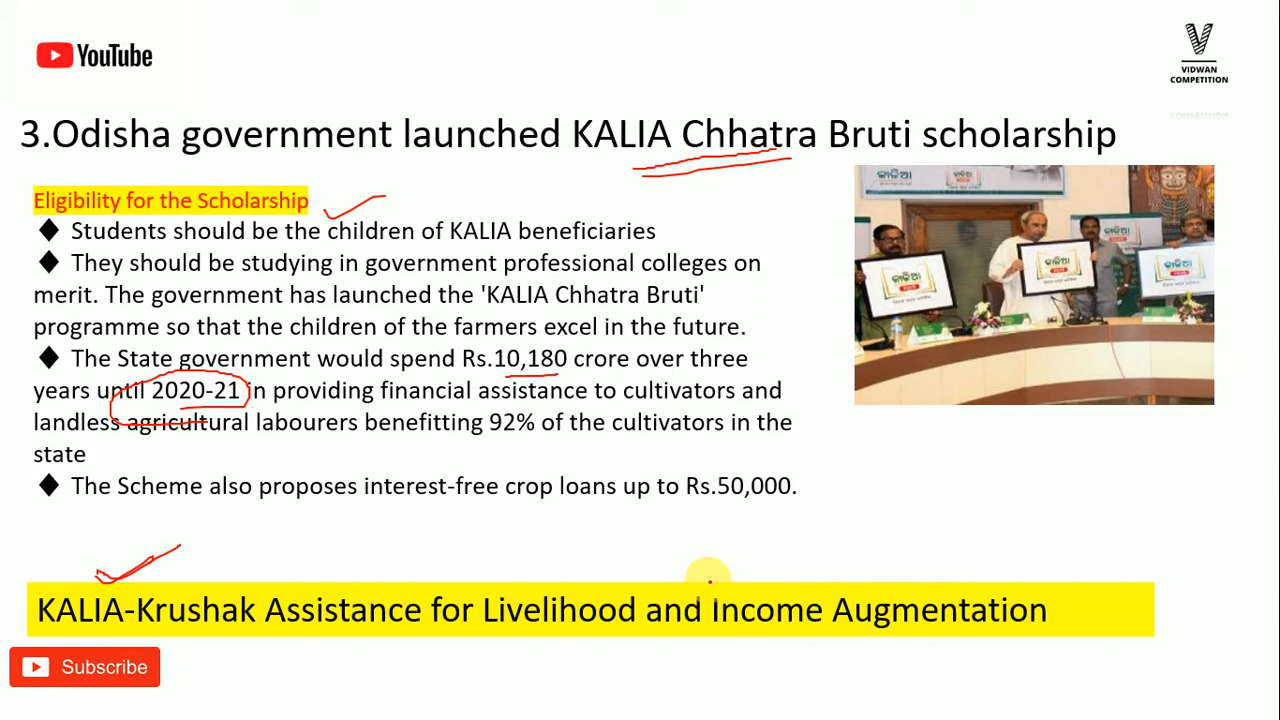 YouTube
V
VIDWAN
COMPETITION
3.Odisha government launched KALIA Chhatra Bruti scholarship
Eligibility for the Scholarship
♦ Students should be the children of KALIA beneficiaries
♦ They should be studying in government professional colleges on
merit. The government has launched the 'KALIA Chhatra Bruti'
programme so that the children of the farmers excel in the future.
♦ The State government would spend Rs.10,180 crore over three
years until 2020-21 in providing financial assistance to cultivators and
landless agricultural labourers benefitting 92% of the cultivators in the
state
♦ The Scheme also proposes interest-free crop loans up to Rs.50,000.
କାଳିଆ
କାଳିଆ
କାଳିଆ
କାଳିଆ
KALIA-Krushak Assistance for Livelihood and Income Augmentation
Subscribe